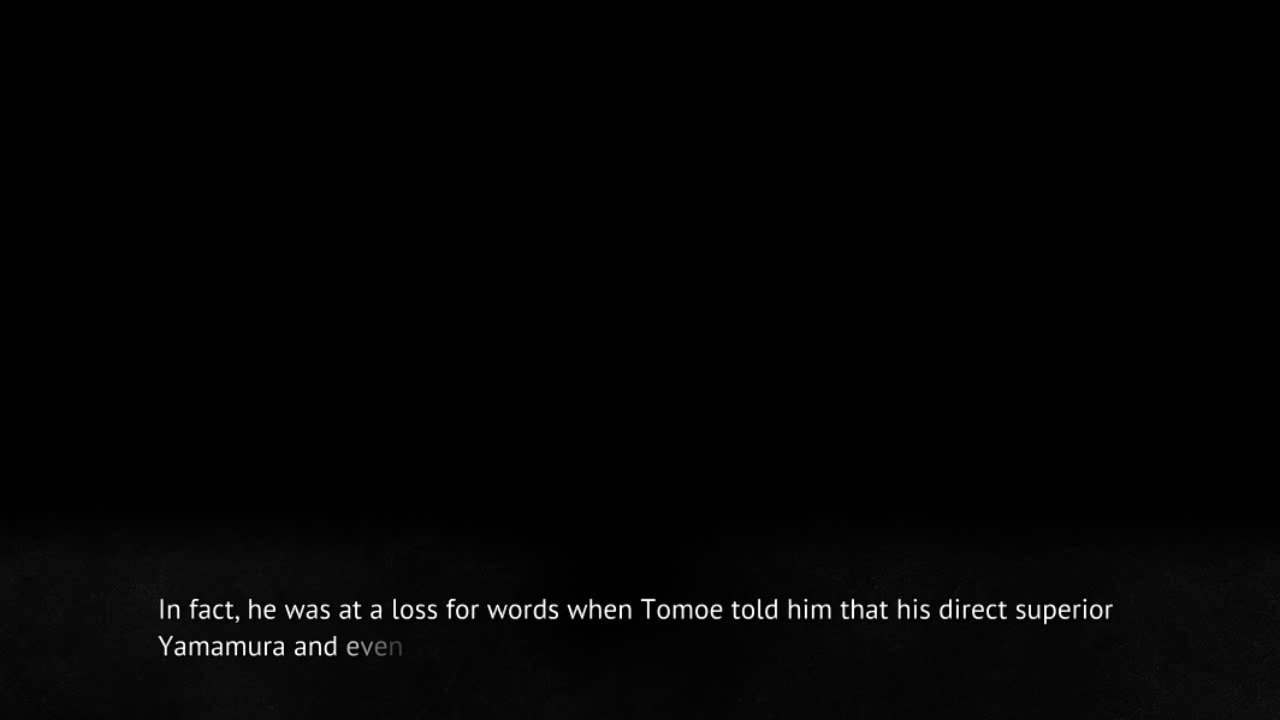 In fact, he was at a loss for words when Tomoe told him that his direct superior
Yamamura and even